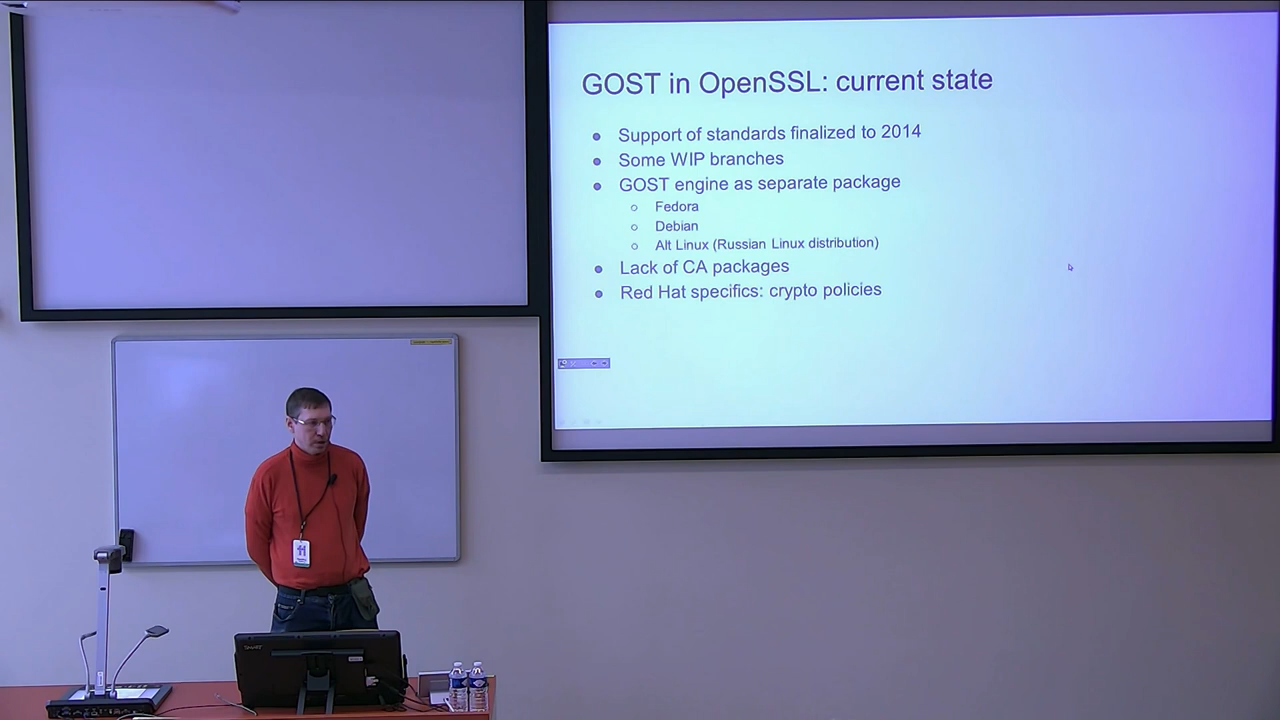 GOST in OpenSSL: current state
Support of standards finalized to 2014
Some WIP branches
GOST engine as separate package
Fedora
Debian
Alt Linux (Russian Linux distribution)
Lack of CA packages
Red Hat specifics: crypto policies